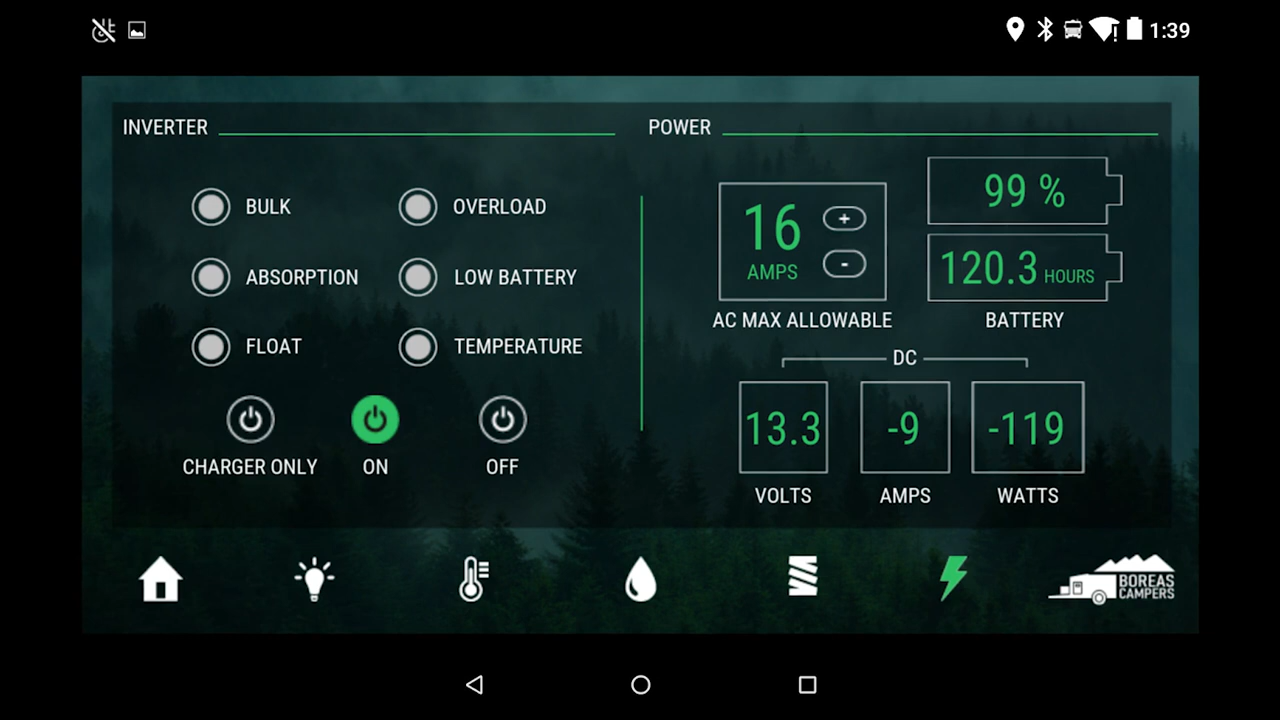 1:39
INVERTER
BULK
OVERLOAD
ABSORPTION
LOW BATTERY
FLOAT
TEMPERATURE
CHARGER ONLY
ON
OFF
POWER
16
AMPS
+
-
AC MAX ALLOWABLE
99 %
120.3 HOURS
BATTERY
DC
13.3
-9
-119
VOLTS
AMPS
WATTS
BOREAS
CAMPERS